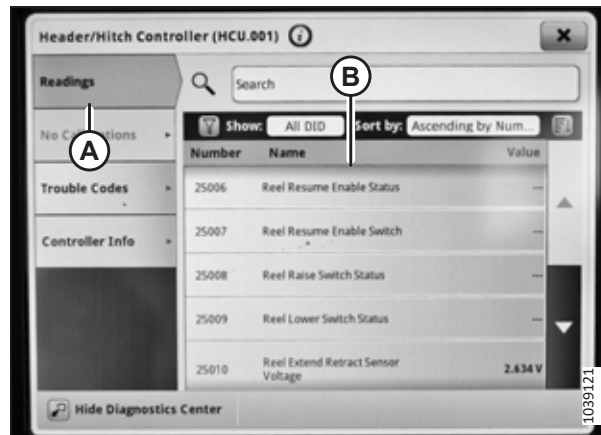 Header/Hitch Controller (HCU.001)
Readings
Search
B
Show: All DID Sort by: Ascending by Num...
No Cal
tions
A
Number Name Value
Trouble Codes
25006 Reel Resume Enable Status ---
25007 Reel Resume Enable Switch ---
Controller Info
25008 Reel Raise Switch Status ---
25009 Reel Lower Switch Status ---
25010 Reel Extend Retract Sensor
Voltage 2.634 V
Hide Diagnostics Center
1039121